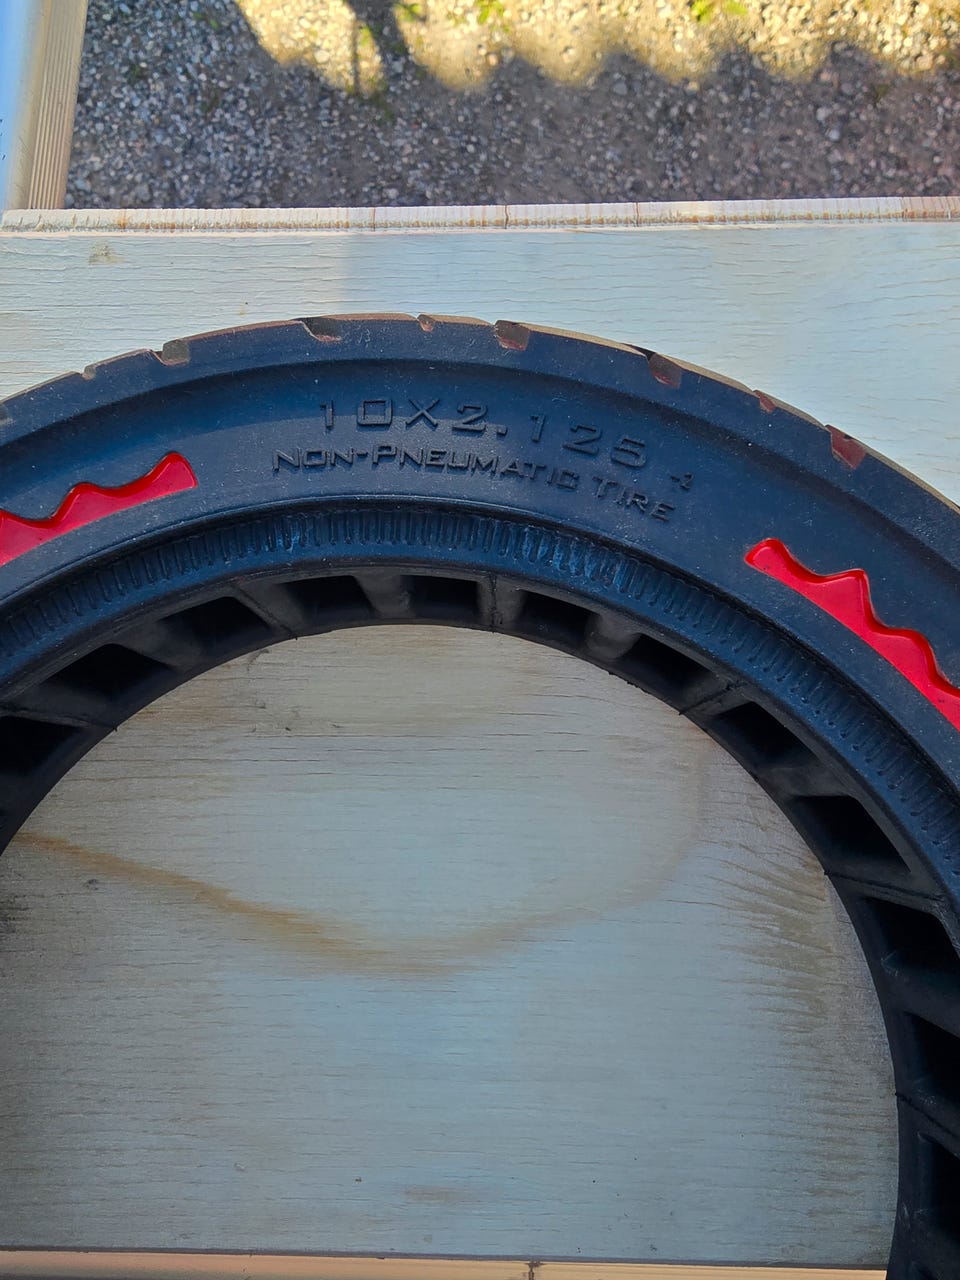 10X2.125
NON-PNEUMATIC TIRE